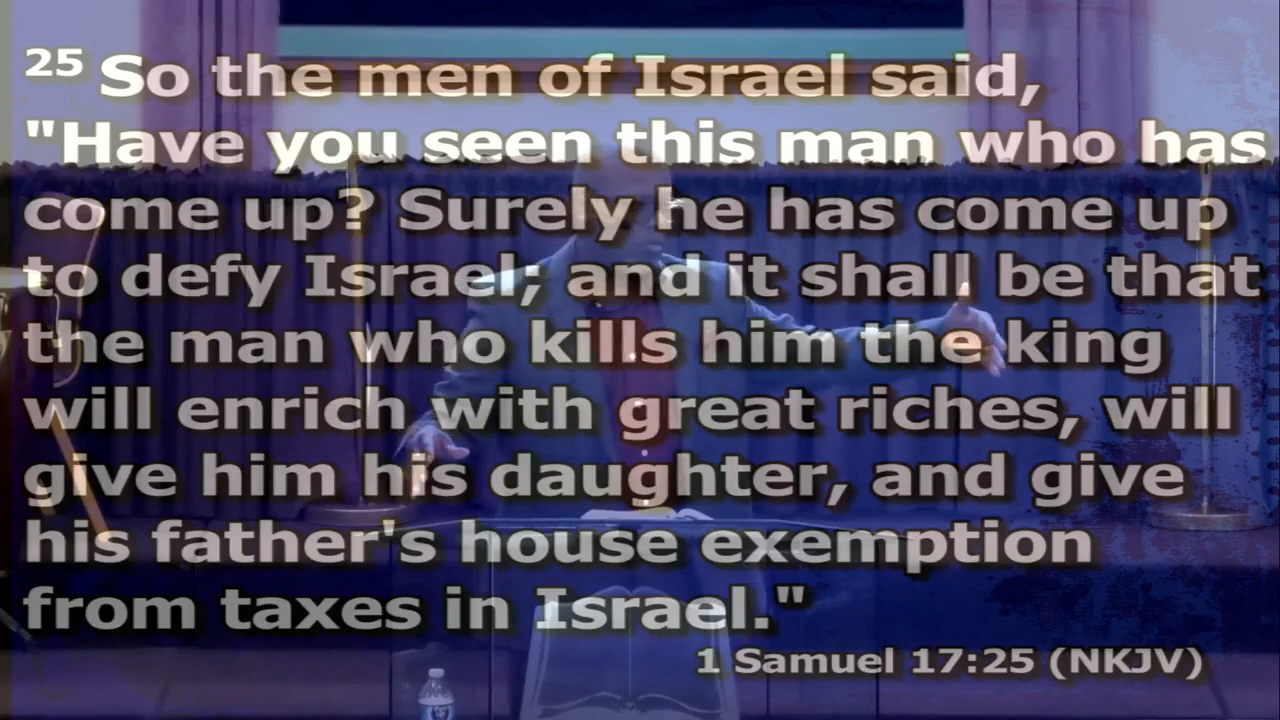 25 So the men of Israel said,
"Have you seen this man who has
come up? Surely he has come up
to defy Israel; and it shall be that
the man who kills him the king
will enrich with great riches, will
give him his daughter, and give
his father's house exemption
from taxes in Israel."
1 Samuel 17:25 (NKJV)